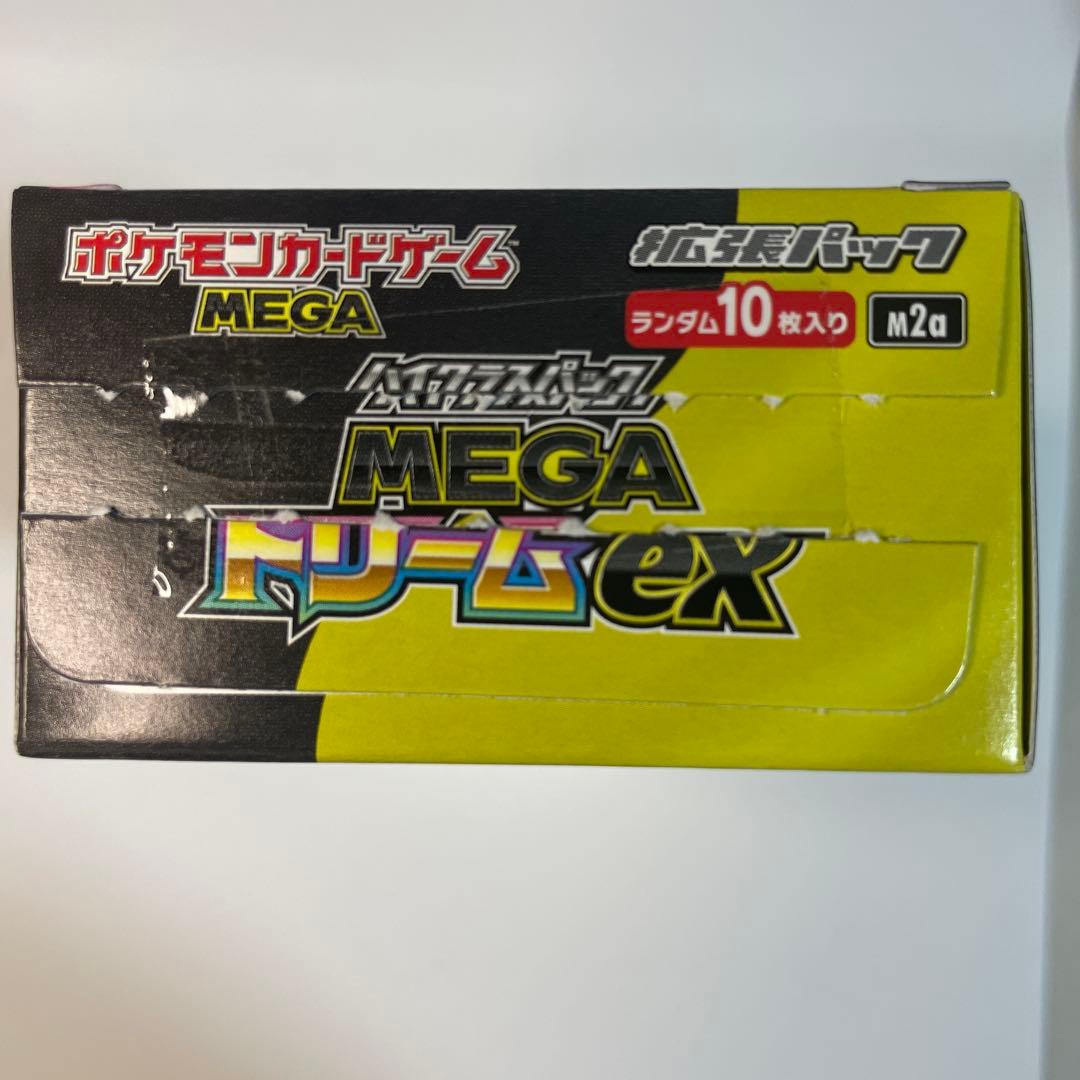 ポケモンカードゲーム™
MEGA
拡張パック
ランダム10枚入り
M2a
ハイクラスパック
MEGA
ドリームex